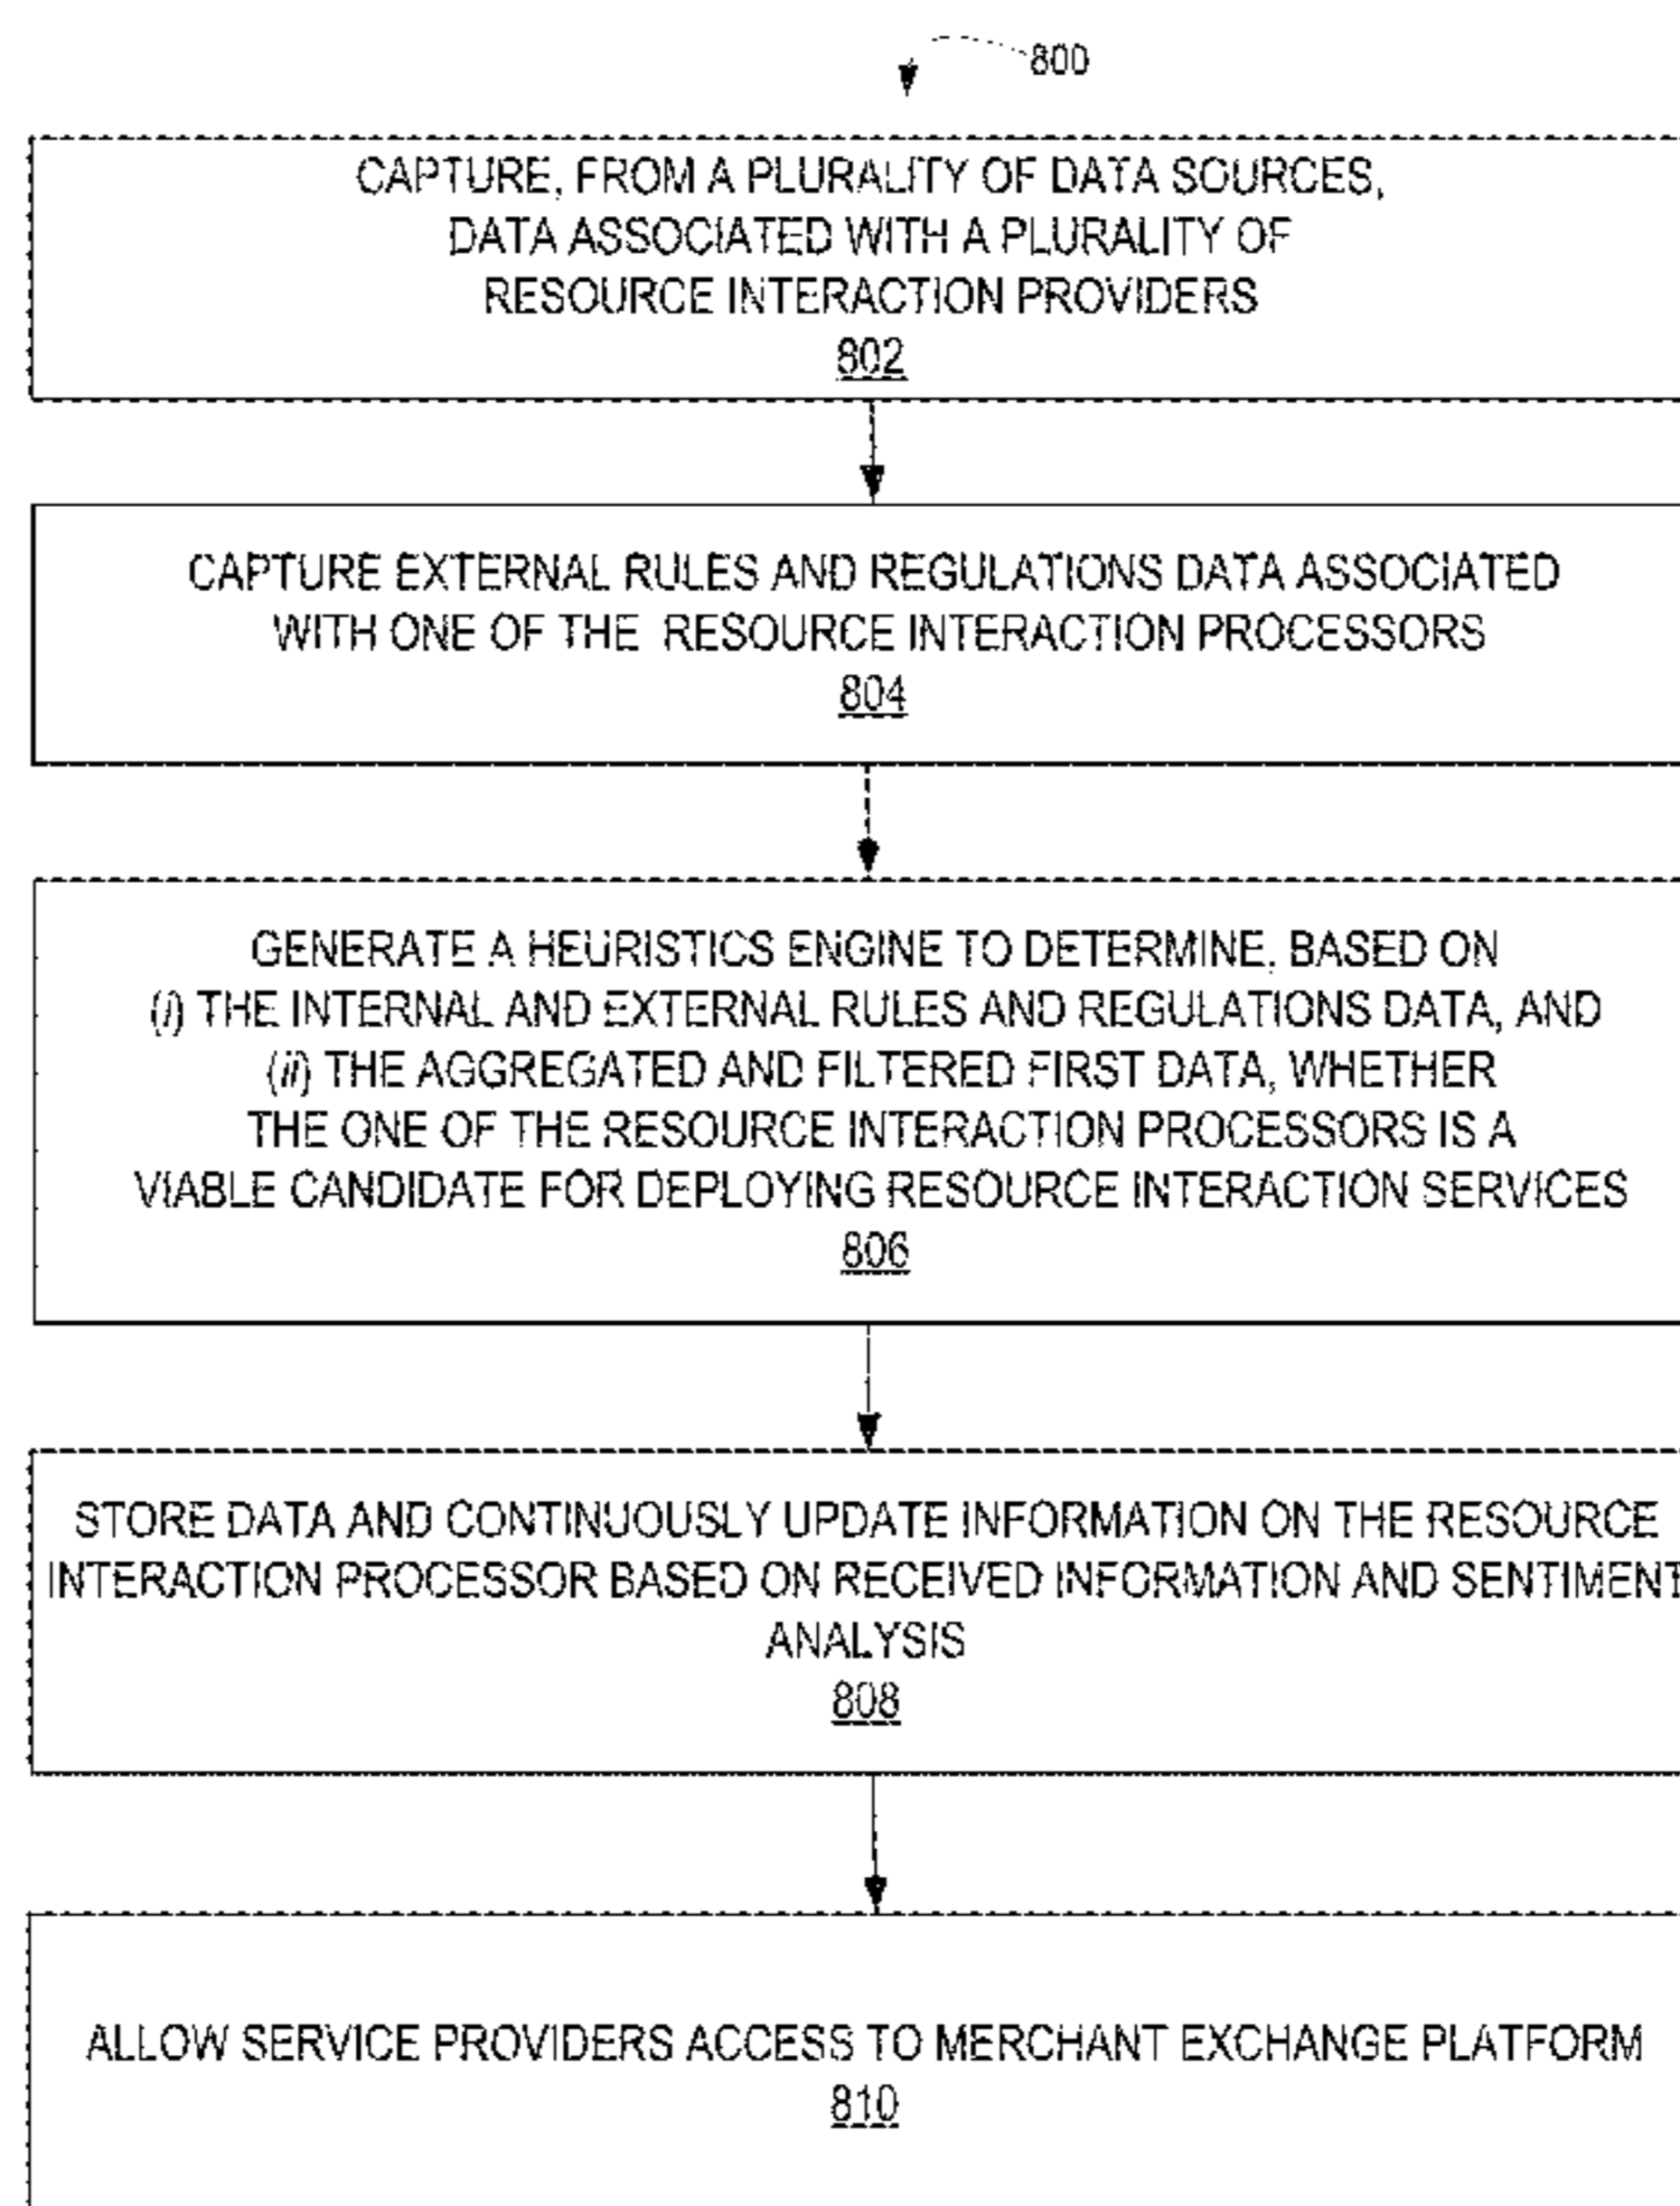 800
CAPTURE, FROM A PLURALITY OF DATA SOURCES,
DATA ASSOCIATED WITH A PLURALITY OF
RESOURCE INTERACTION PROVIDERS
802
CAPTURE EXTERNAL RULES AND REGULATIONS DATA ASSOCIATED
WITH ONE OF THE RESOURCE INTERACTION PROCESSORS
804
GENERATE A HEURISTICS ENGINE TO DETERMINE, BASED ON
(i) THE INTERNAL AND EXTERNAL RULES AND REGULATIONS DATA, AND
(ii) THE AGGREGATED AND FILTERED FIRST DATA, WHETHER
THE ONE OF THE RESOURCE INTERACTION PROCESSORS IS A
VIABLE CANDIDATE FOR DEPLOYING RESOURCE INTERACTION SERVICES
806
STORE DATA AND CONTINUOUSLY UPDATE INFORMATION ON THE RESOURCE
INTERACTION PROCESSOR BASED ON RECEIVED INFORMATION AND SENTIMENT
ANALYSIS
808
ALLOW SERVICE PROVIDERS ACCESS TO MERCHANT EXCHANGE PLATFORM
810